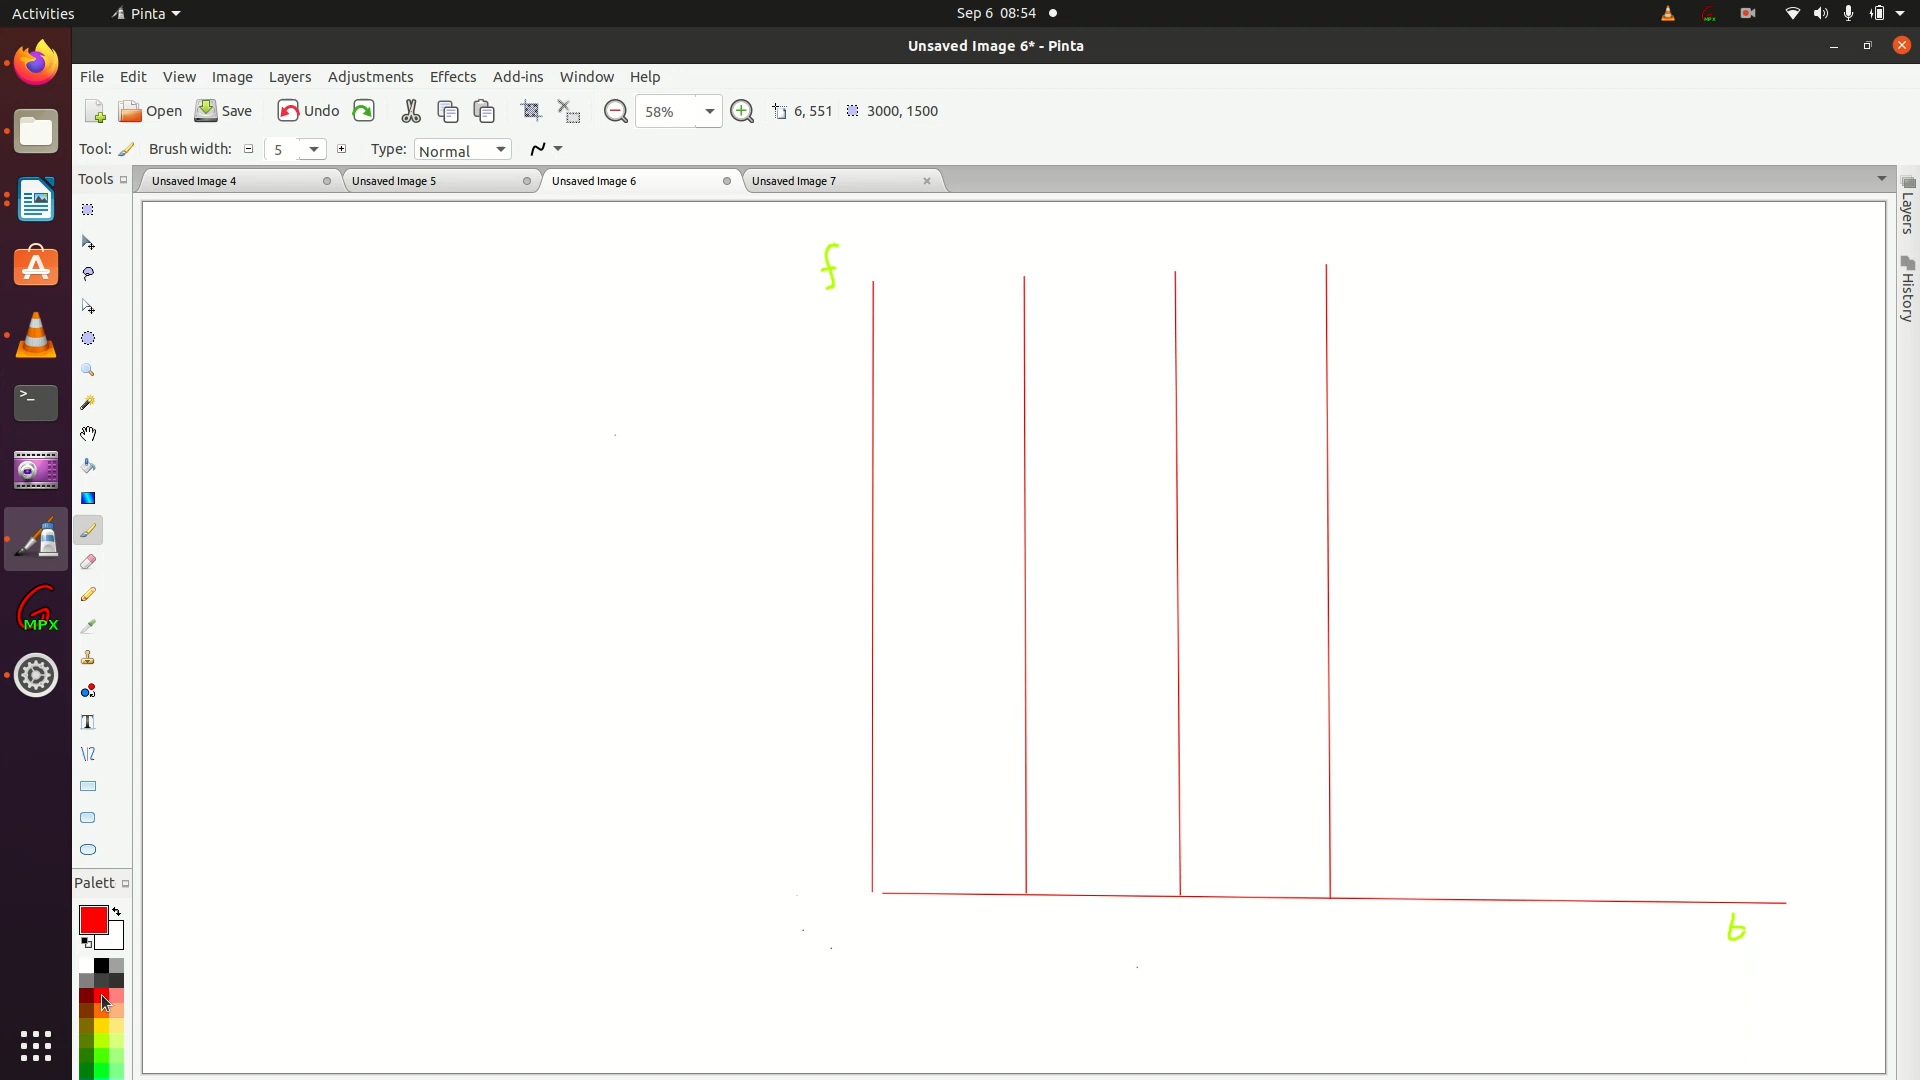 Activities Pinta Sep 6 08:54
Unsaved Image 6* - Pinta
File Edit View Image Layers Adjustments Effects Add-ins Window Help
Open Save Undo 58% 6, 551 3000, 1500
Tool: Brush width: 5 Type: Normal
Tools Unsaved Image 4 Unsaved Image 5 Unsaved Image 6 Unsaved Image 7
Layers
History
f
>_
MPX
T
b
Palett